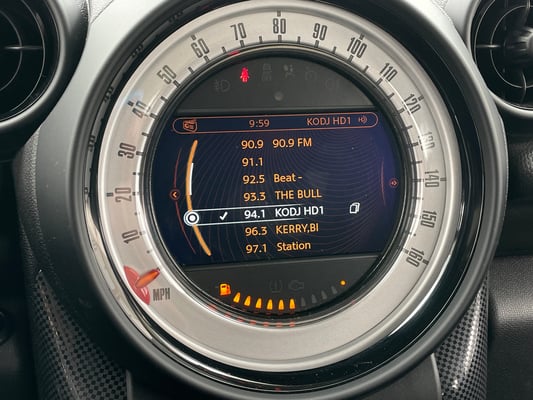 10
20
30
40
50
60
70
80
90
100
110
120
130
140
150
160
MPH
9:59 KODJ HD1
90.9 90.9 FM
91.1
92.5 Beat -
93.3 THE BULL
94.1 KODJ HD1
96.3 KERRY,BI
97.1 Station